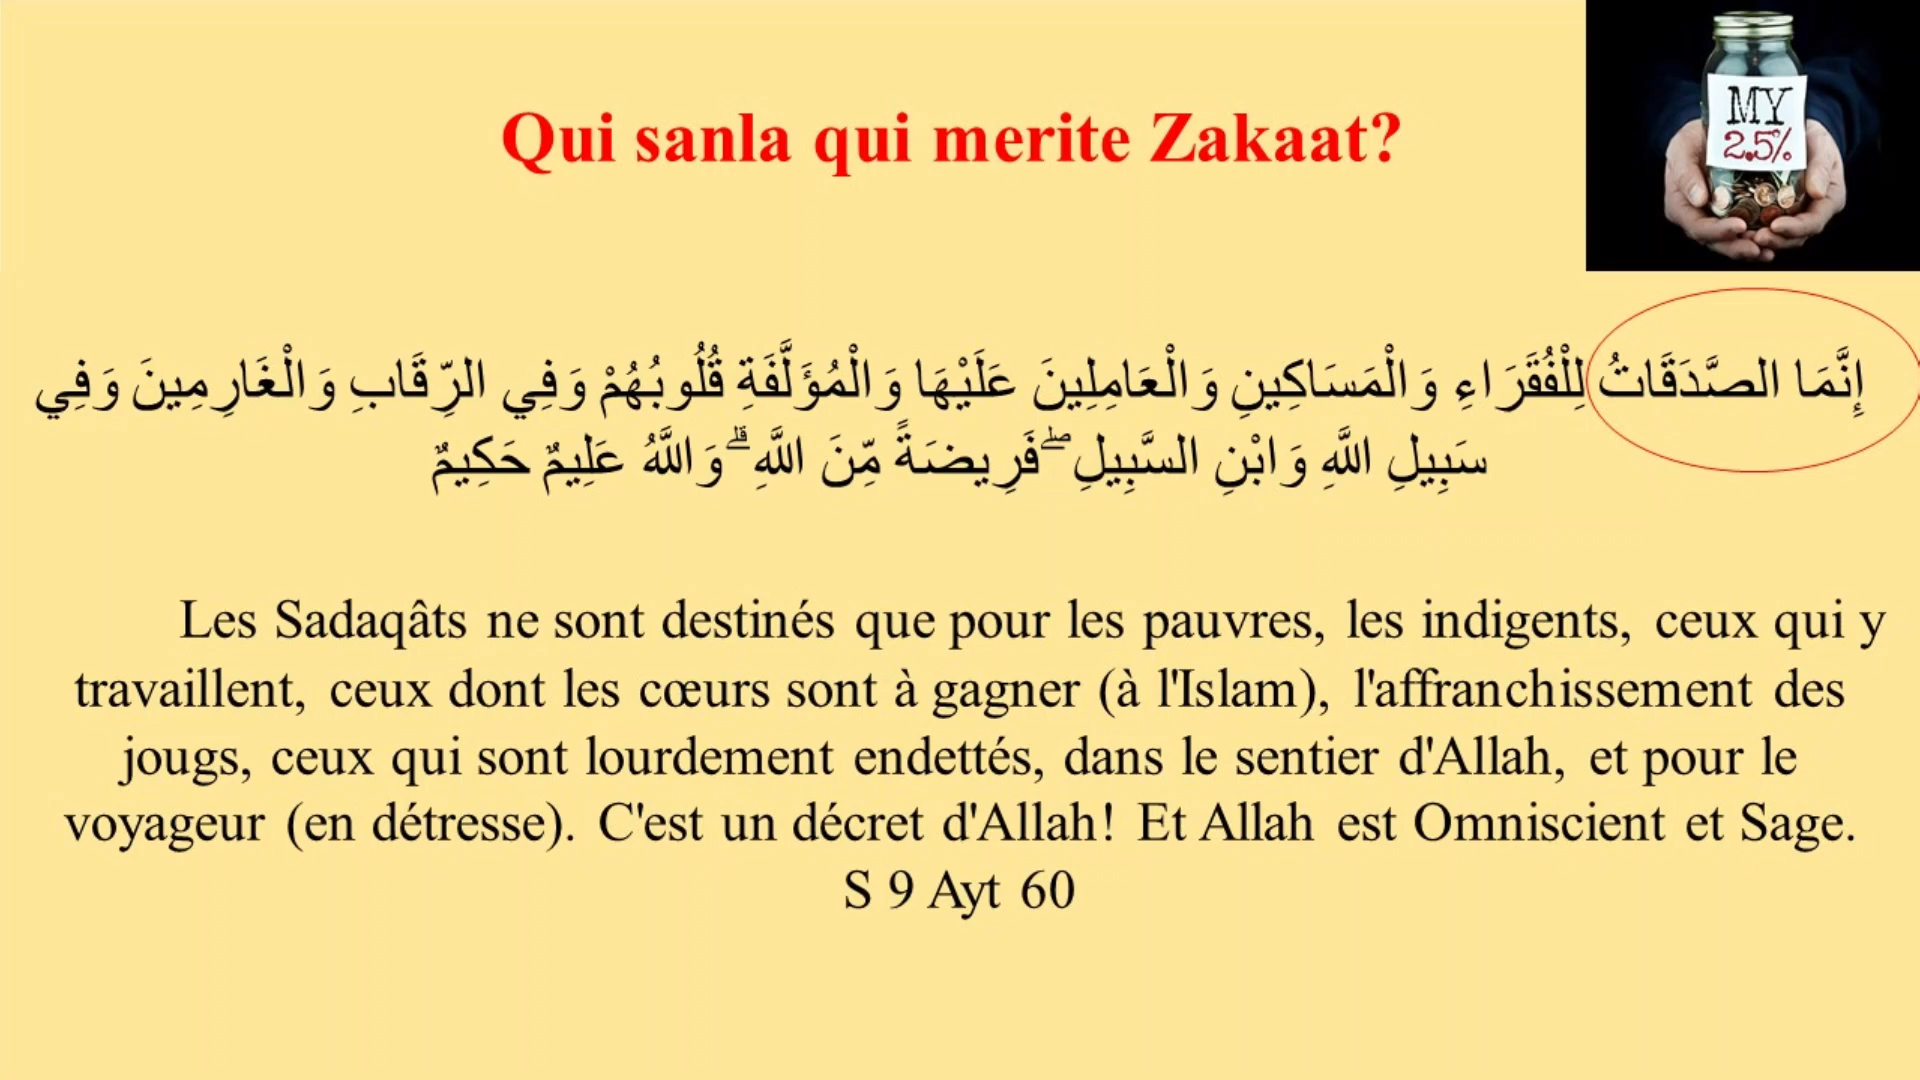 Qui sanla qui merite Zakaat?
MY
2.5%
إِنَّمَا الصَّدَقَاتُ لِلْفُقَرَاءِ وَالْمَسَاكِينِ وَالْعَامِلِينَ عَلَيْهَا وَالْمُؤَلَّفَةِ قُلُوبُهُمْ وَفِي الرِّقَابِ وَالْغَارِمِينَ وَفِي
سَبِيلِ اللَّهِ وَابْنِ السَّبِيلِ ۖ فَرِيضَةً مِّنَ اللَّهِ ۗ وَاللَّهُ عَلِيمٌ حَكِيمٌ
Les Sadaqâts ne sont destinés que pour les pauvres, les indigents, ceux qui y
travaillent, ceux dont les cœurs sont à gagner (à l'Islam), l'affranchissement des
jougs, ceux qui sont lourdement endettés, dans le sentier d'Allah, et pour le
voyageur (en détresse). C'est un décret d'Allah! Et Allah est Omniscient et Sage.
S 9 Ayt 60